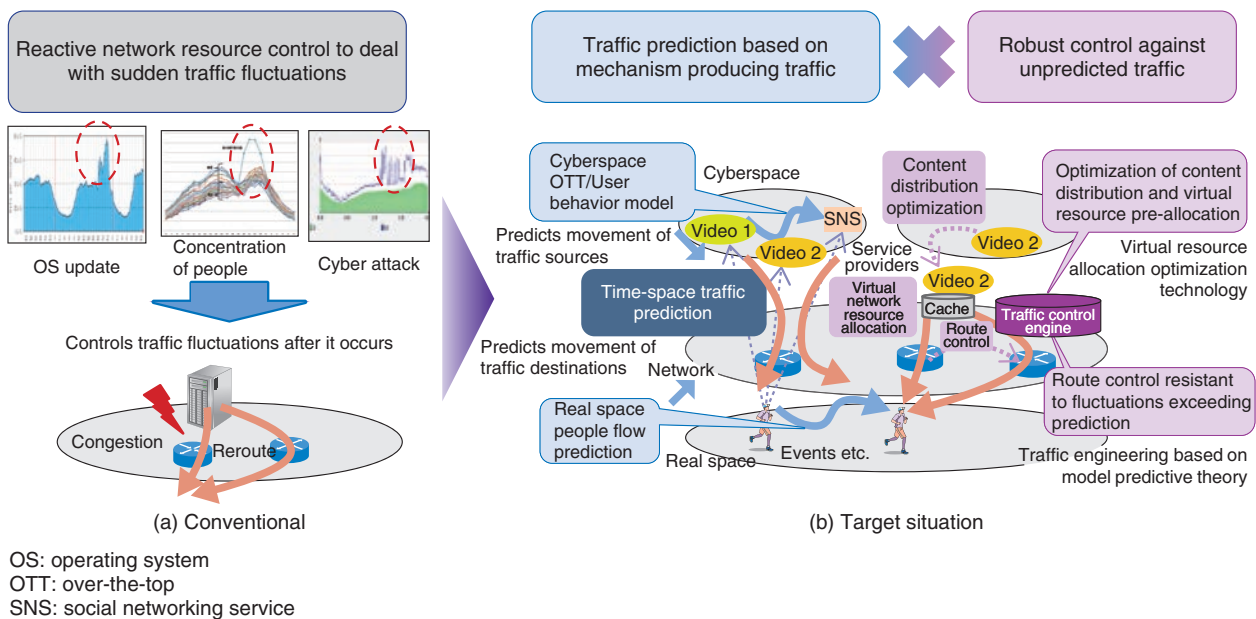 Reactive network resource control to deal
with sudden traffic fluctuations
OS update
Concentration
of people
Cyber attack
Controls traffic fluctuations after it occurs
Congestion
Reroute
(a) Conventional
Traffic prediction based on
mechanism producing traffic
Robust control against
unpredicted traffic
Cyberspace
OTT/User
behavior model
Cyberspace
SNS
Video 1
Video 2
Predicts movement of
traffic sources
Service
providers
Time-space traffic
prediction
Predicts movement of
traffic destinations
Network
Real space
people flow
prediction
Real space
Events etc.
Content
distribution
optimization
Video 2
Video 2
Cache
Virtual
network
resource
allocation
Route
control
Traffic control
engine
Optimization of content
distribution and virtual
resource pre-allocation
Virtual resource
allocation optimization
technology
Route control resistant
to fluctuations exceeding
prediction
Traffic engineering based on
model predictive theory
(b) Target situation
OS: operating system
OTT: over-the-top
SNS: social networking service